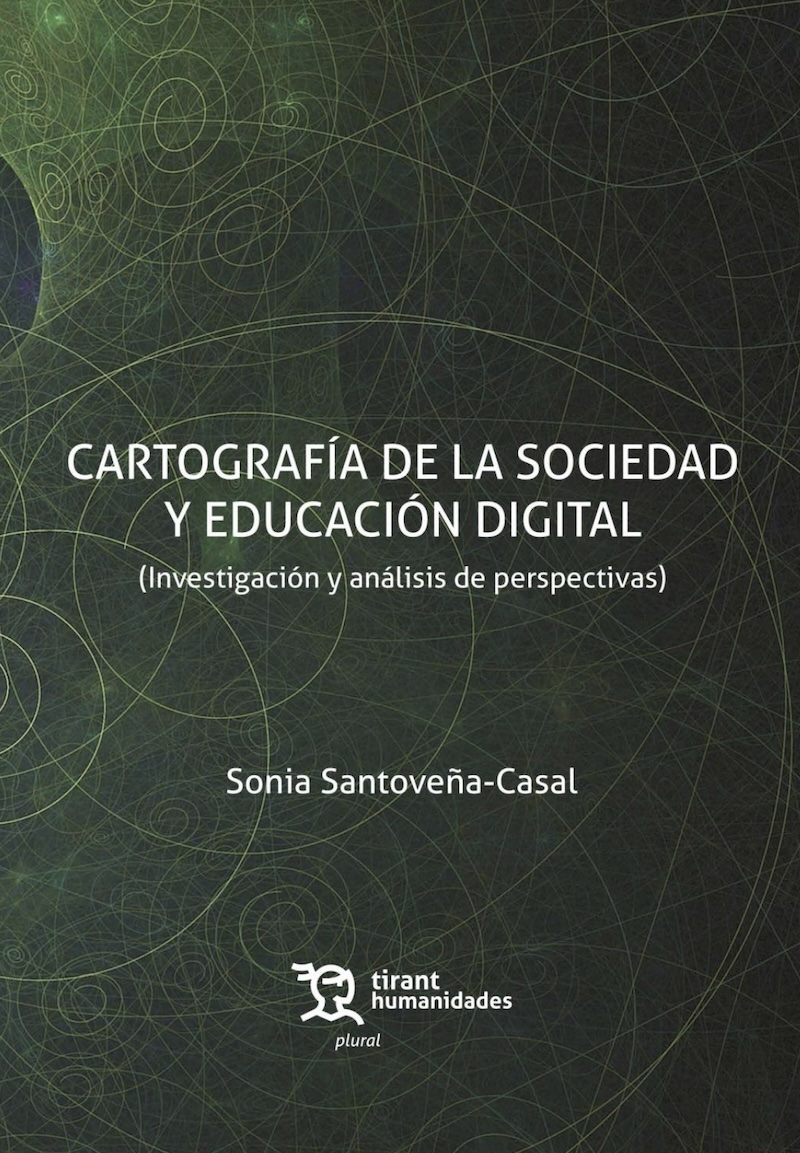 CARTOGRAFÍA DE LA SOCIEDAD
Y EDUCACIÓN DIGITAL
(Investigación y análisis de perspectivas)
Sonia Santoveña-Casal
tirant
humanidades
plural